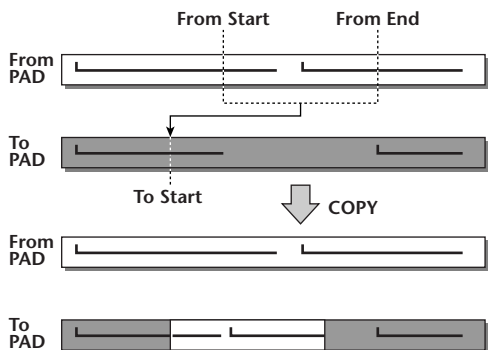 From Start
From End
From
PAD
To
PAD
To Start
COPY
From
PAD
To
PAD